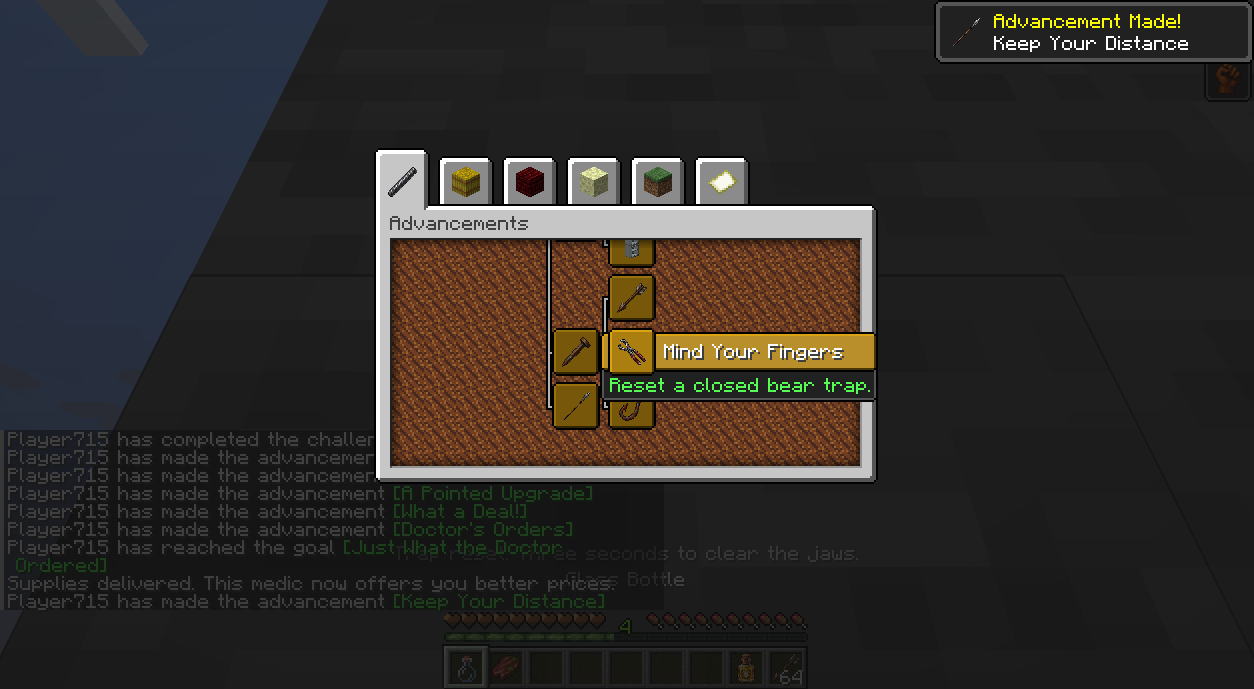 Advancement Made!
Keep Your Distance
Advancements
Mind Your Fingers
Reset a closed bear trap.
Player715 has completed the challen
Player715 has made the advancemen
Player715 has made the advancemen
Player715 has made the advancement [A Pointed Upgrade]
Player715 has made the advancement [What a Deal!]
Player715 has made the advancement [Doctor's Orders]
Player715 has reached the goal [Just What the Doctor
Ordered]
seconds to clear the jaws.
Supplies delivered. This medic now offers you better prices.
Glass Bottle
Player715 has made the advancement [Keep Your Distance]
4
64